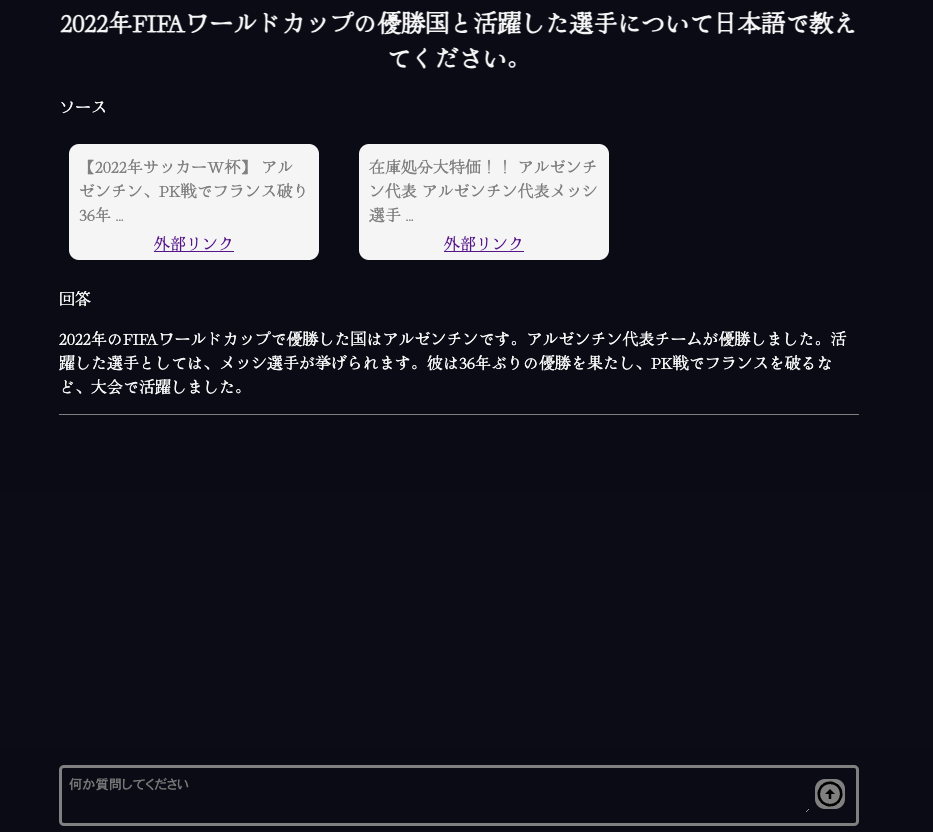 2022年FIFAワールドカップの優勝国と活躍した選手について日本語で教え
てください。
ソース
【2022年サッカーW杯】 アル
ゼンチン、PK戦でフランス破り
36年 ...
外部リンク
在庫処分大特価！！ アルゼンチ
ン代表 アルゼンチン代表メッシ
選手 ...
外部リンク
回答
2022年のFIFAワールドカップで優勝した国はアルゼンチンです。アルゼンチン代表チームが優勝しました。活
躍した選手としては、メッシ選手が挙げられます。彼は36年ぶりの優勝を果たし、PK戦でフランスを破るな
ど、大会で活躍しました。
何か質問してください